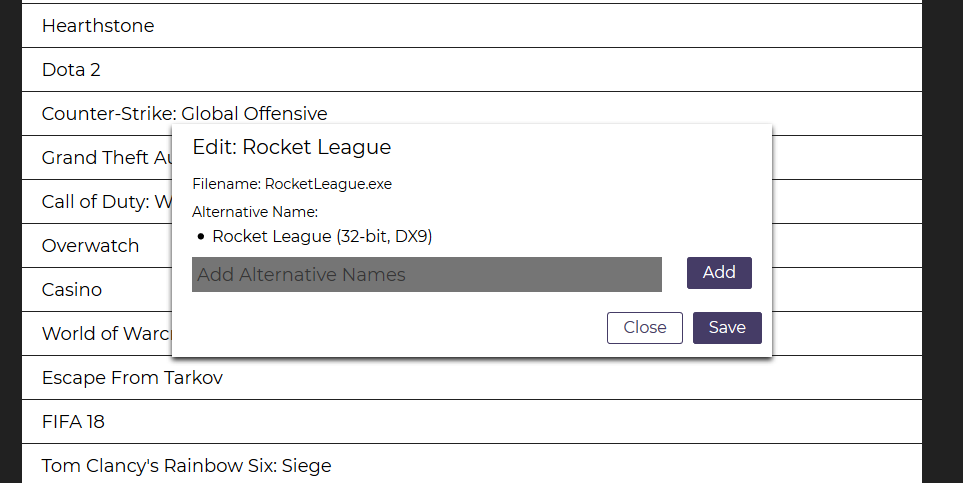 Hearthstone
Dota 2
Counter-Strike: Global Offensive
Grand Theft Au
Call of Duty: W
Overwatch
Casino
World of Warcr
Escape From Tarkov
FIFA 18
Tom Clancy's Rainbow Six: Siege
Edit: Rocket League
Filename: RocketLeague.exe
Alternative Name:
• Rocket League (32-bit, DX9)
Add Alternative Names
Add
Close
Save